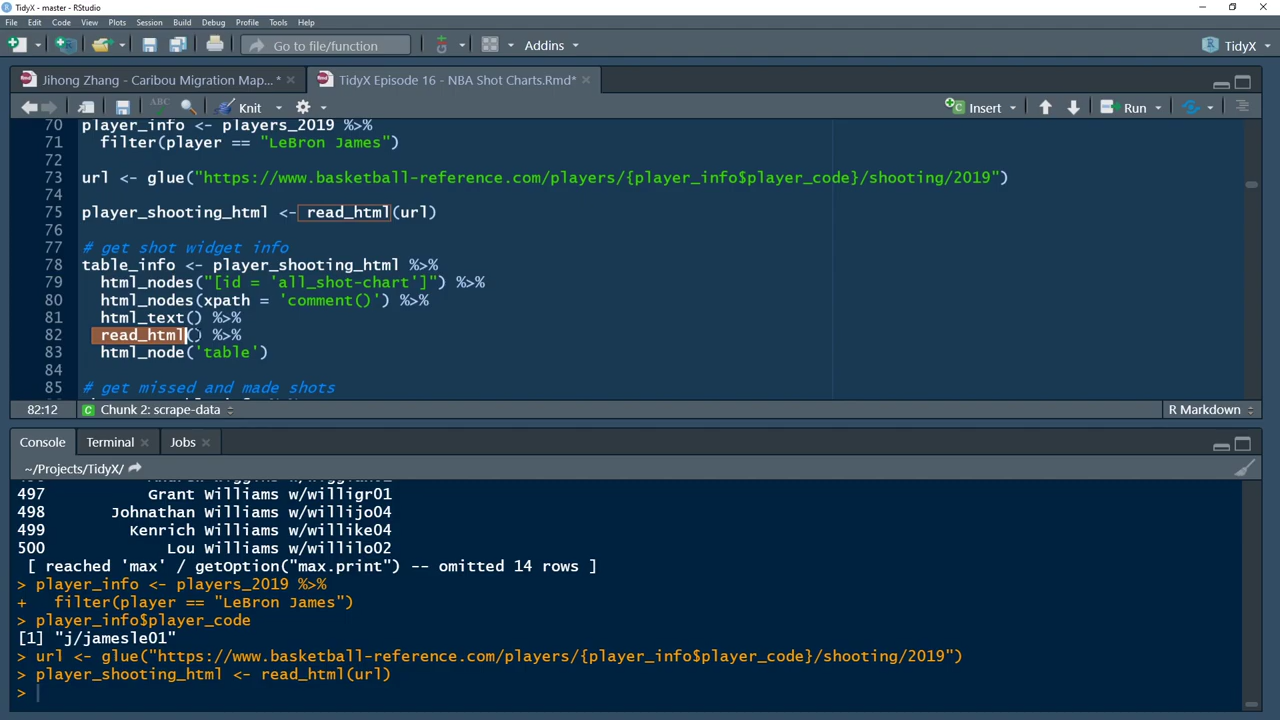 TidyX - master - RStudio
File Edit Code View Plots Session Build Debug Profile Tools Help
Go to file/function
Addins
TidyX
Jihong Zhang - Caribou Migration Map...*
TidyX Episode 16 - NBA Shot Charts.Rmd*
ABC
Knit
Insert
Run
70 player_info <- players_2019 %>%
71 filter(player == "LeBron James")
72
73 url <- glue("https://www.basketball-reference.com/players/{player_info$player_code}/shooting/2019")
74
75 player_shooting_html <- read_html(url)
76
77 # get shot widget info
78 table_info <- player_shooting_html %>%
79 html_nodes("[id = 'all_shot-chart']") %>%
80 html_nodes(xpath = 'comment()') %>%
81 html_text() %>%
82 read_html() %>%
83 html_node('table')
84
85 # get missed and made shots
82:12
Chunk 2: scrape-data
R Markdown
Console Terminal Jobs
~/Projects/TidyX/
497 Grant Williams w/willigr01
498 Johnathan Williams w/willijo04
499 Kenrich Williams w/willike04
500 Lou Williams w/willilo02
[ reached 'max' / getOption("max.print") -- omitted 14 rows ]
> player_info <- players_2019 %>%
+ filter(player == "LeBron James")
> player_info$player_code
[1] "j/jamesle01"
> url <- glue("https://www.basketball-reference.com/players/{player_info$player_code}/shooting/2019")
> player_shooting_html <- read_html(url)
>